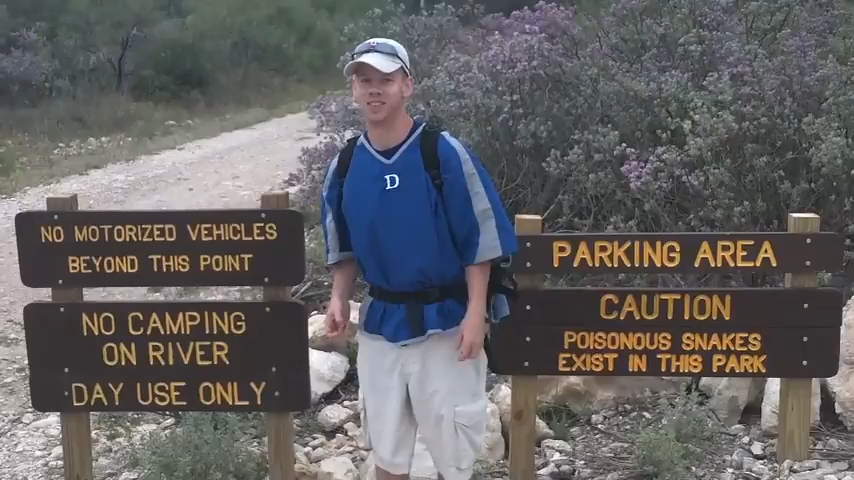 NO MOTORIZED VEHICLES
BEYOND THIS POINT
NO CAMPING
ON RIVER
DAY USE ONLY
D
PARKING AREA
CAUTION
POISONOUS SNAKES
EXIST IN THIS PARK